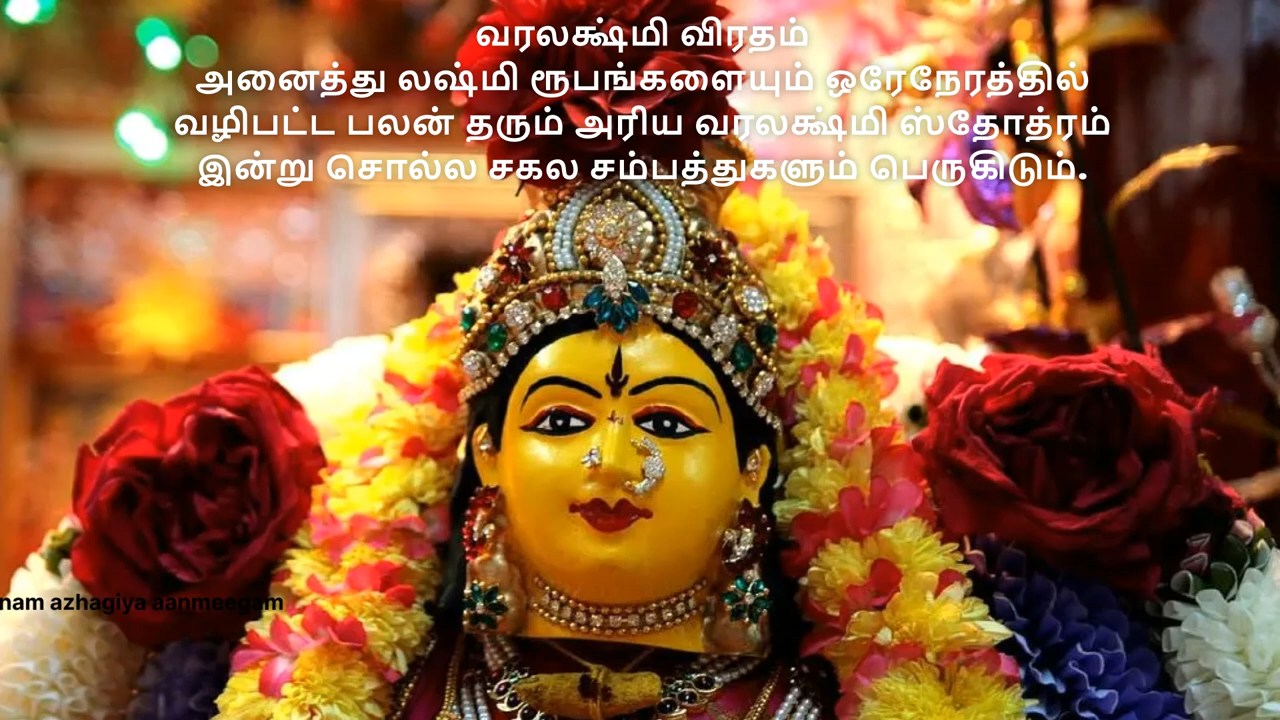 வரலக்ஷ்மி விரதம்
அனைத்து லஷ்மி ரூபங்களையும் ஒரேநேரத்தில்
வழிபட்ட பலன் தரும் அரிய வரலக்ஷ்மி ஸ்தோத்ரம்
இன்று சொல்ல சகல சம்பத்துகளும் பெருகிடும்.
nam azhagiya aanmeegam